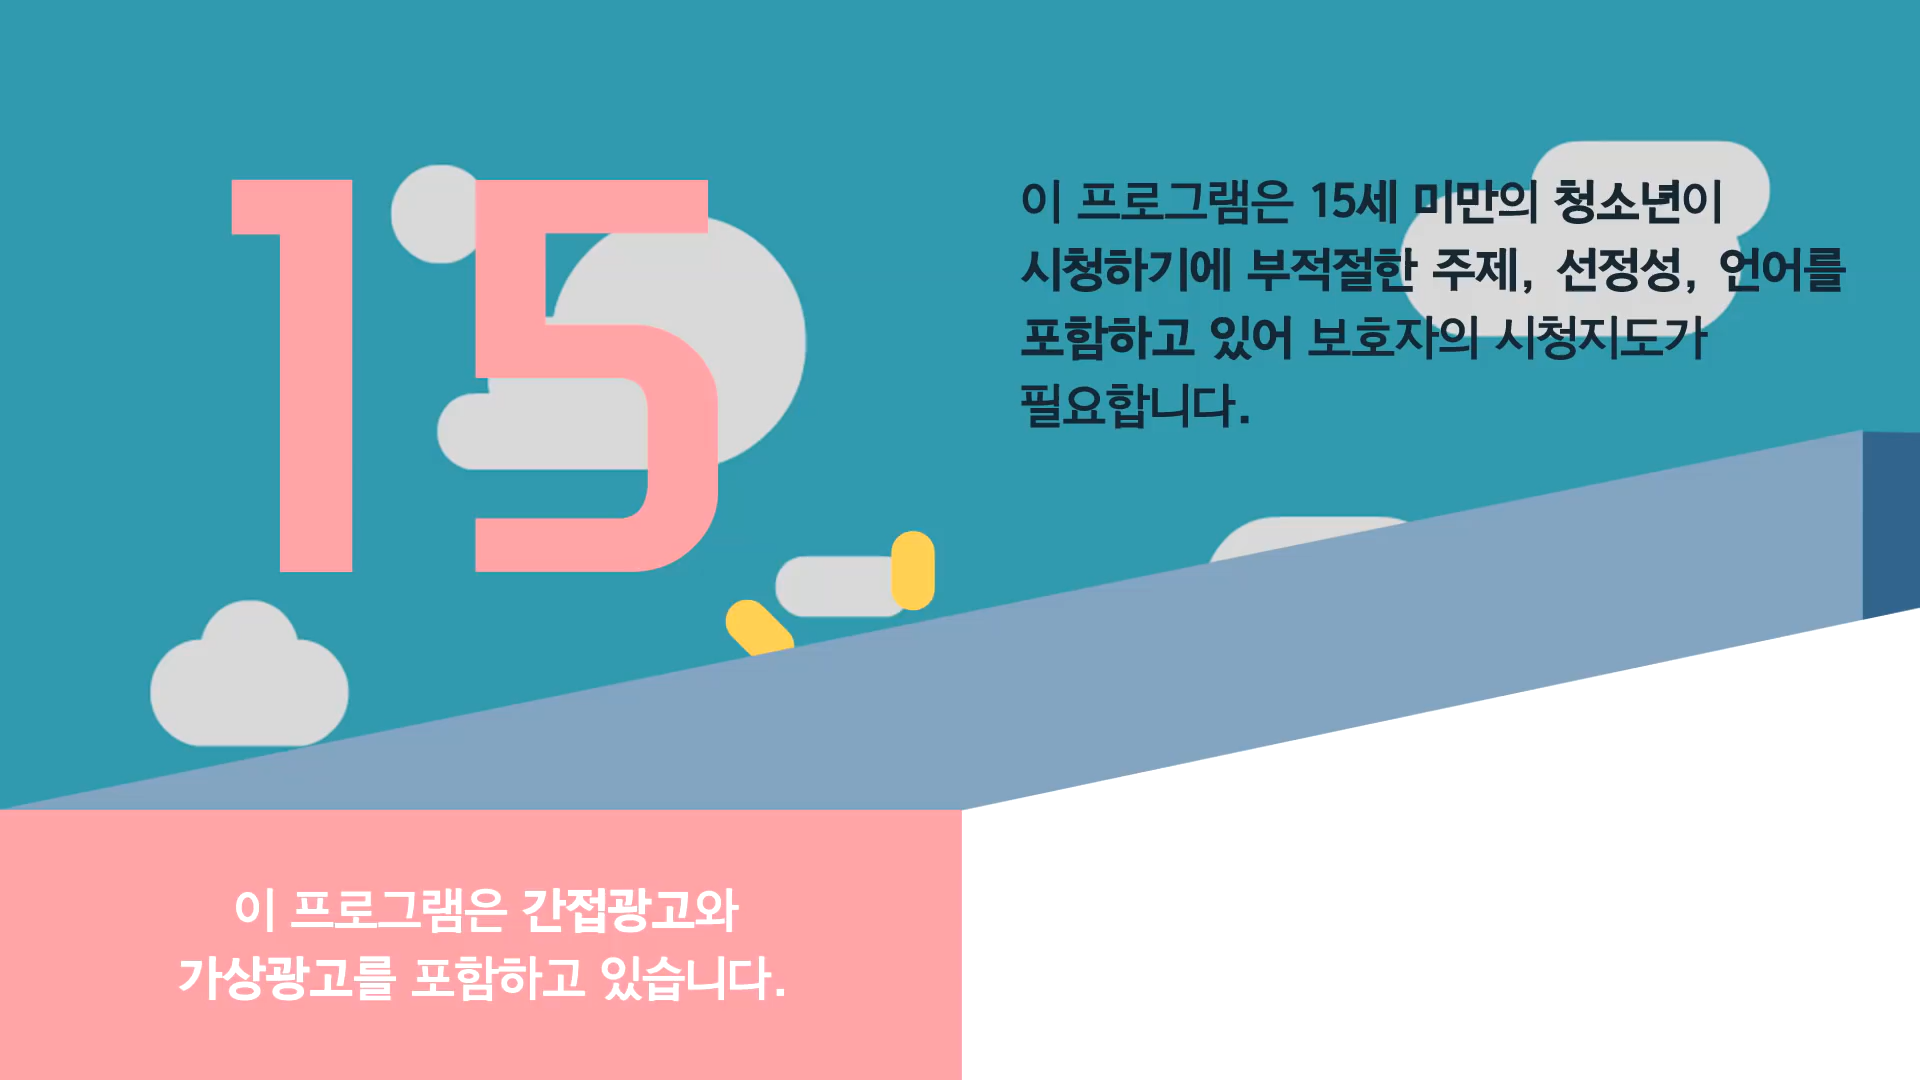 15
이 프로그램은 15세 미만의 청소년이
시청하기에 부적절한 주제, 선정성, 언어를
포함하고 있어 보호자의 시청지도가
필요합니다.
이 프로그램은 간접광고와
가상광고를 포함하고 있습니다.